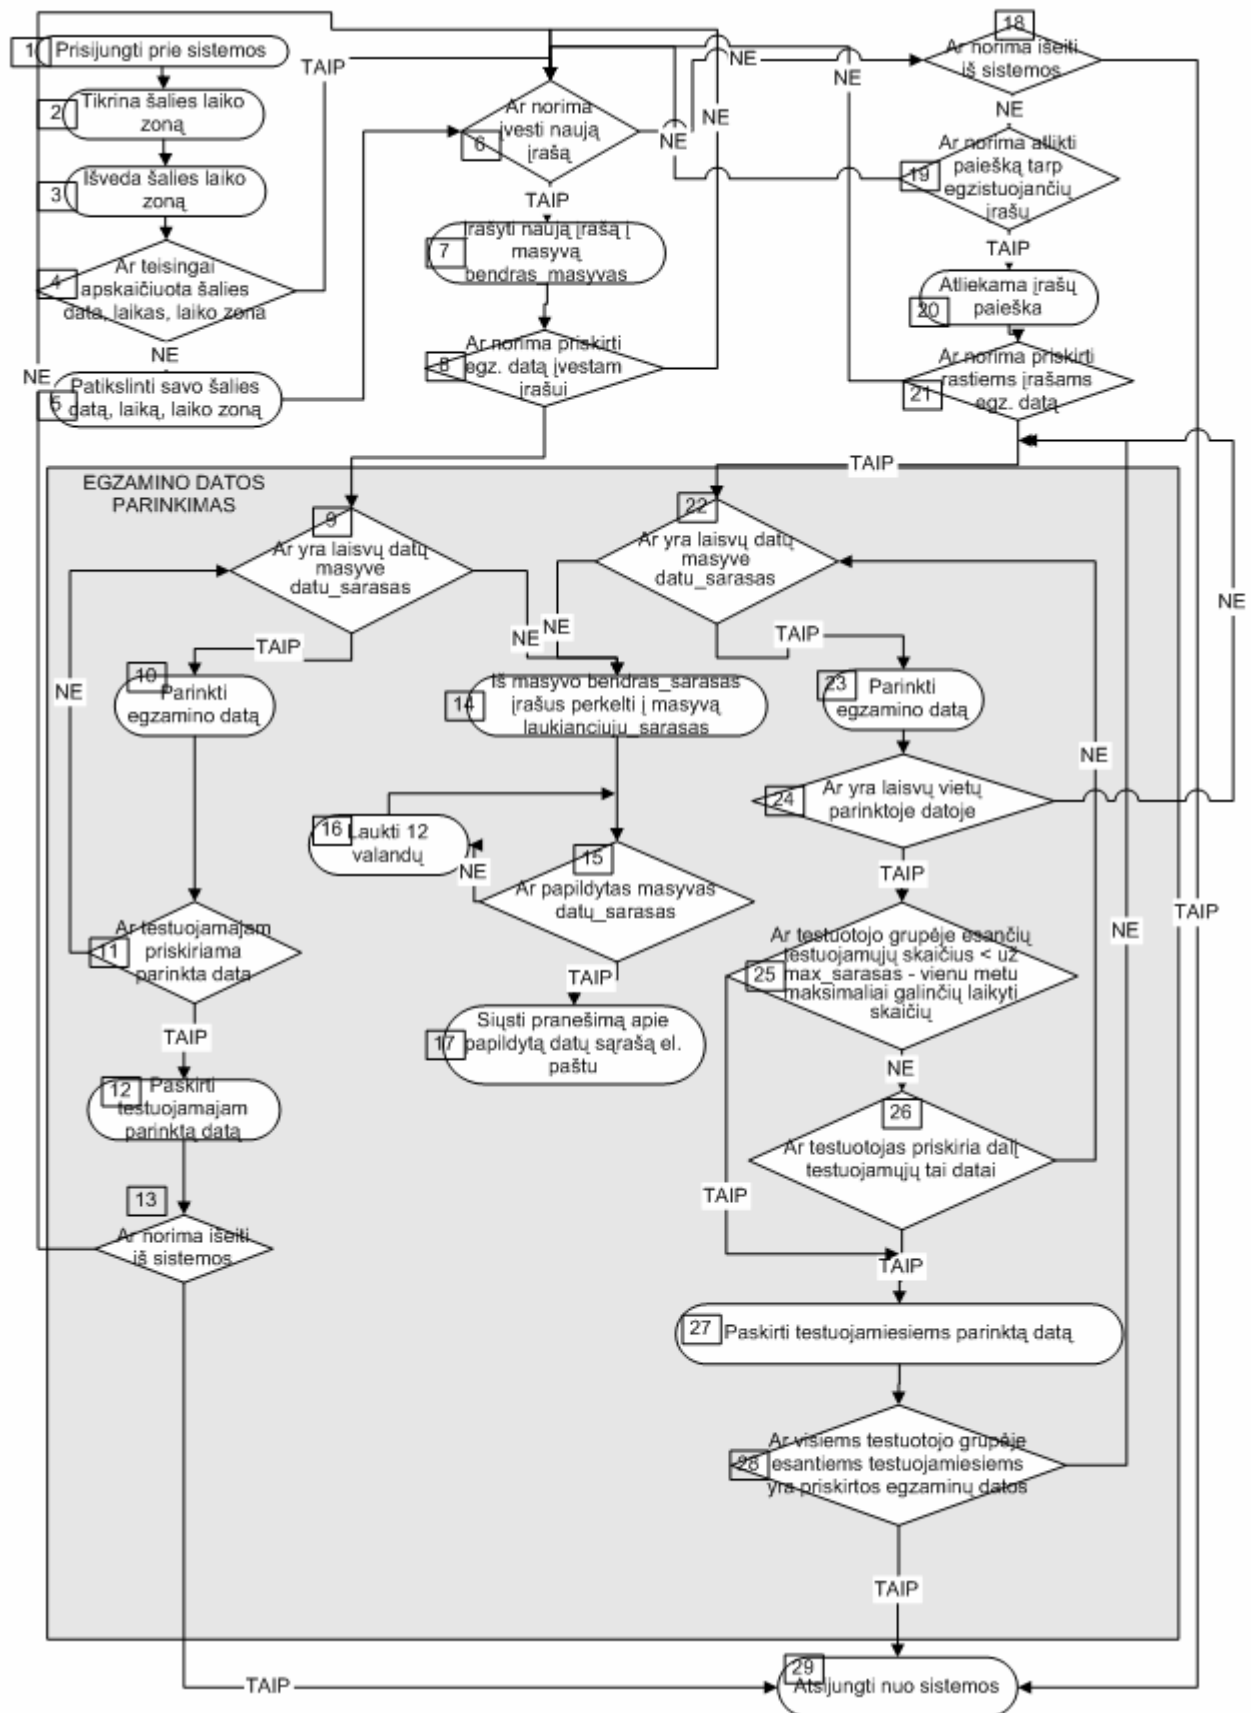 1
Prisijungti prie sistemos
2
Tikrina šalies laiko
zoną
3
Išveda šalies laiko
zoną
4
Ar teisingai
apskaičiuota šalies
data, laikas, laiko zona
TAIP
NE
5
Patikslinti savo šalies
datą, laiką, laiko zoną
NE
6
Ar norima
įvesti naują
įrašą
NE
TAIP
7
Įrašyti naują įrašą į
masyvą
bendras_masyvas
8
Ar norima priskirti
egz. datą įvestam
įrašui
NE
18
Ar norima išeiti
iš sistemos
NE
TAIP
19
Ar norima atlikti
paiešką tarp
egzistuojančių
įrašų
NE
TAIP
20
Atliekama įrašų
paieška
21
Ar norima priskirti
rastiems įrašams
egz. datą
NE
TAIP
EGZAMINO DATOS
PARINKIMAS
9
Ar yra laisvų datų
masyve
datu_sarasas
TAIP
NE
10
Parinkti
egzamino datą
11
Ar testuojamajam
priskiriama
parinkta data
NE
TAIP
12
Paskirti
testuojamajam
parinktą datą
13
Ar norima išeiti
iš sistemos
TAIP
14
Iš masyvo bendras_sarasas
įrašus perkelti į masyvą
laukianciuju_sarasas
15
Ar papildytas masyvas
datų_sarasas
NE
16
Laukti 12
valandų
TAIP
17
Siųsti pranešimą apie
papildytą datų sąrašą el.
paštu
22
Ar yra laisvų datų
masyve
datu_sarasas
NE
TAIP
23
Parinkti
egzamino datą
24
Ar yra laisvų vietų
parinktoje datoje
NE
TAIP
25
Ar testuotojo grupėje esančių
testuojamųjų skaičius < už
max_sarasas - vienu metu
maksimaliai galinčių laikyti
skaičių
TAIP
NE
26
Ar testuotojas priskiria dalį
testuojamųjų tai datai
NE
TAIP
27
Paskirti testuojamiesiems parinktą datą
28
Ar visiems testuotojo grupėje
esantiems testuojamiesiems
yra priskirtos egzaminų datos
NE
TAIP
29
Atsijungti nuo sistemos